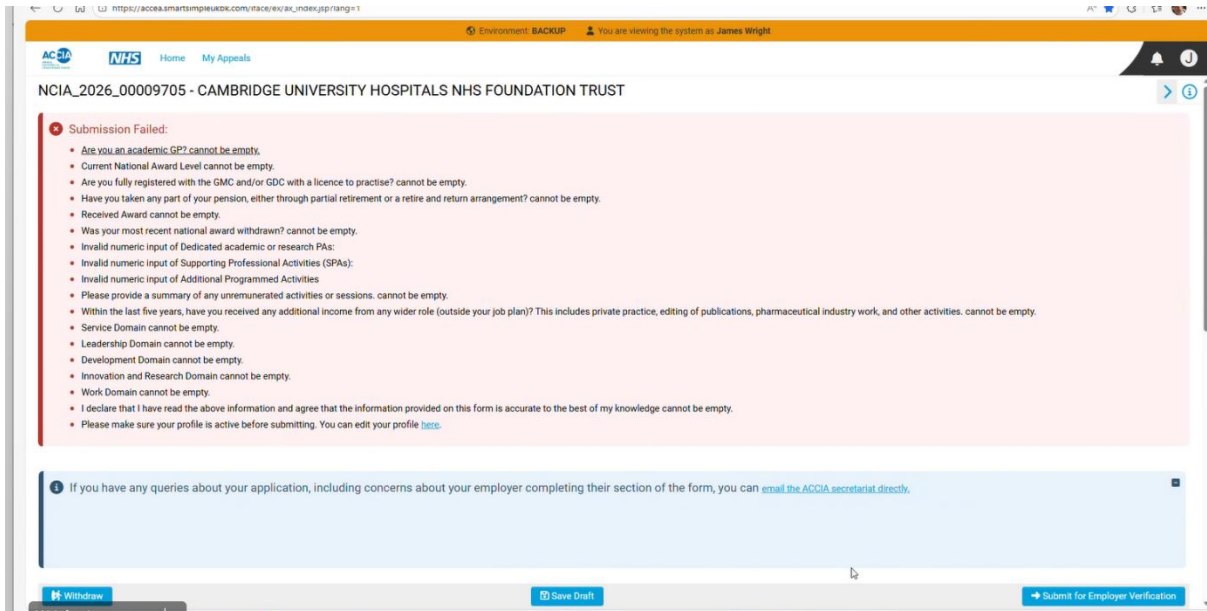 https://accea.smartsimpleukbk.com/iface/ex/ax_index.jsp?lang=1
Environment: BACKUP You are viewing the system as James Wright
ACCIA NHS Home My Appeals J
NCIA_2026_00009705 - CAMBRIDGE UNIVERSITY HOSPITALS NHS FOUNDATION TRUST
Submission Failed:
Are you an academic GP? cannot be empty.
Current National Award Level cannot be empty.
Are you fully registered with the GMC and/or GDC with a licence to practise? cannot be empty.
Have you taken any part of your pension, either through partial retirement or a retire and return arrangement? cannot be empty.
Received Award cannot be empty.
Was your most recent national award withdrawn? cannot be empty.
Invalid numeric input of Dedicated academic or research PAs:
Invalid numeric input of Supporting Professional Activities (SPAs):
Invalid numeric input of Additional Programmed Activities
Please provide a summary of any unremunerated activities or sessions. cannot be empty.
Within the last five years, have you received any additional income from any wider role (outside your job plan)? This includes private practice, editing of publications, pharmaceutical industry work, and other activities. cannot be empty.
Service Domain cannot be empty.
Leadership Domain cannot be empty.
Development Domain cannot be empty.
Innovation and Research Domain cannot be empty.
Work Domain cannot be empty.
I declare that I have read the above information and agree that the information provided on this form is accurate to the best of my knowledge cannot be empty.
Please make sure your profile is active before submitting. You can edit your profile here.
If you have any queries about your application, including concerns about your employer completing their section of the form, you can email the ACCIA secretariat directly.
Withdraw Save Draft Submit for Employer Verification